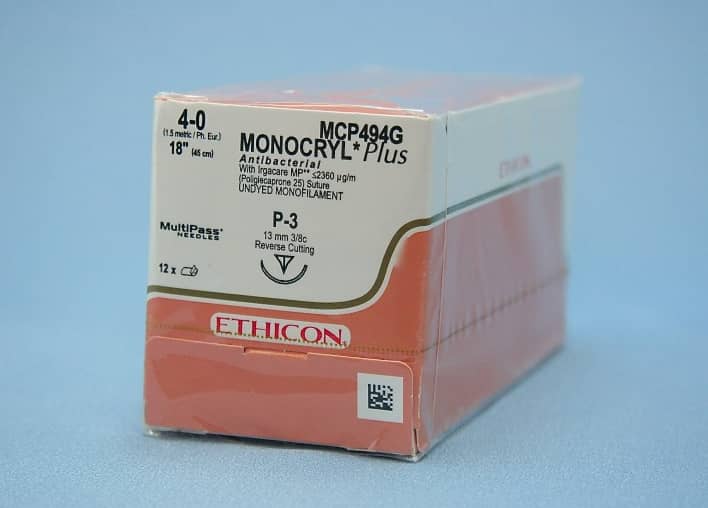 4-0
(1.5 metric / Ph. Eur.)
18" (45 cm)
MCP494G
MONOCRYL* Plus
Antibacterial
With Irgacare MP** ≤2360 µg/m
(Poliglecaprone 25) Suture
UNDYED MONOFILAMENT
P-3
13 mm 3/8c
Reverse Cutting
MultiPass*
NEEDLES
12 x
ETHICON
ETHICON